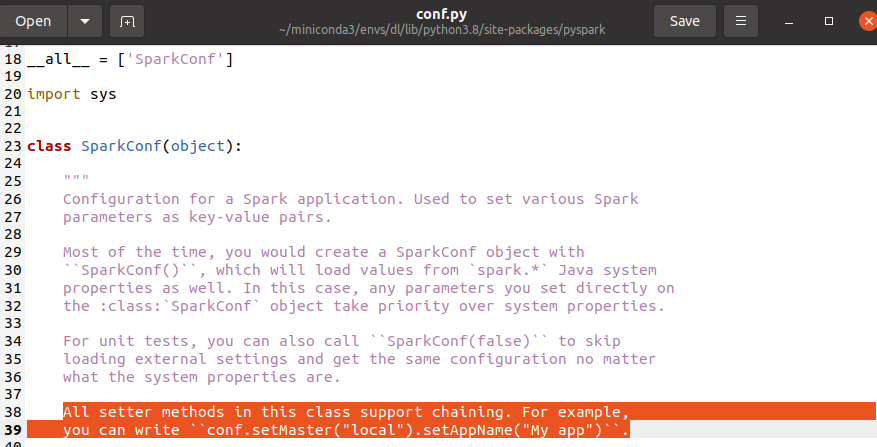 Open
conf.py
~/miniconda3/envs/dl/lib/python3.8/site-packages/pyspark
Save
18 __all__ = ['SparkConf']
19
20 import sys
21
22
23 class SparkConf(object):
24
25 """
26 Configuration for a Spark application. Used to set various Spark
27 parameters as key-value pairs.
28
29 Most of the time, you would create a SparkConf object with
30 ``SparkConf()``, which will load values from `spark.*` Java system
31 properties as well. In this case, any parameters you set directly on
32 the :class:`SparkConf` object take priority over system properties.
33
34 For unit tests, you can also call ``SparkConf(false)`` to skip
35 loading external settings and get the same configuration no matter
36 what the system properties are.
37
38 All setter methods in this class support chaining. For example,
39 you can write ``conf.setMaster("local").setAppName("My app")``.